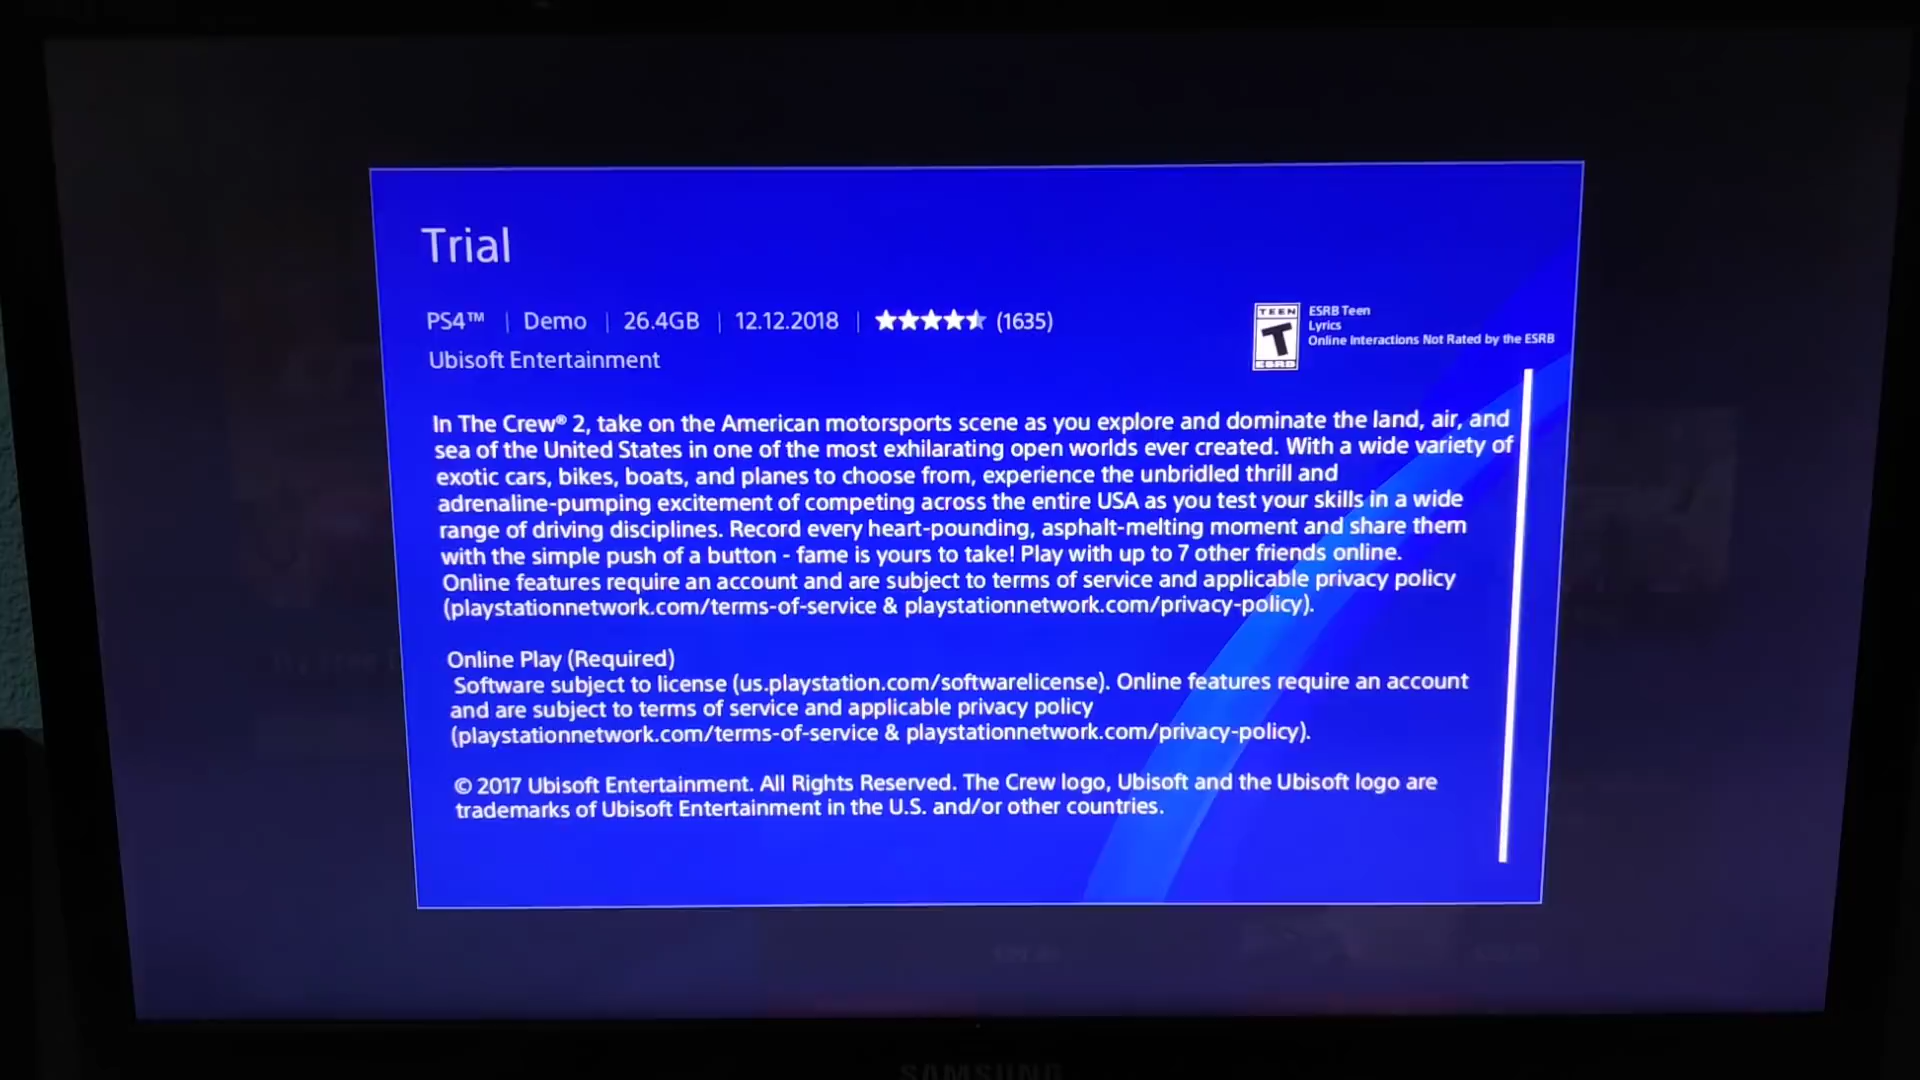 Trial
PS4™ | Demo | 26.4GB | 12.12.2018 | (1635)
Ubisoft Entertainment
TEEN
T
ESRB
ESRB Teen
Lyrics
Online Interactions Not Rated by the ESRB
In The Crew® 2, take on the American motorsports scene as you explore and dominate the land, air, and
sea of the United States in one of the most exhilarating open worlds ever created. With a wide variety of
exotic cars, bikes, boats, and planes to choose from, experience the unbridled thrill and
adrenaline-pumping excitement of competing across the entire USA as you test your skills in a wide
range of driving disciplines. Record every heart-pounding, asphalt-melting moment and share them
with the simple push of a button - fame is yours to take! Play with up to 7 other friends online.
Online features require an account and are subject to terms of service and applicable privacy policy
(playstationnetwork.com/terms-of-service & playstationnetwork.com/privacy-policy).
Online Play (Required)
Software subject to license (us.playstation.com/softwarelicense). Online features require an account
and are subject to terms of service and applicable privacy policy
(playstationnetwork.com/terms-of-service & playstationnetwork.com/privacy-policy).
© 2017 Ubisoft Entertainment. All Rights Reserved. The Crew logo, Ubisoft and the Ubisoft logo are
trademarks of Ubisoft Entertainment in the U.S. and/or other countries.
SAMSUNG